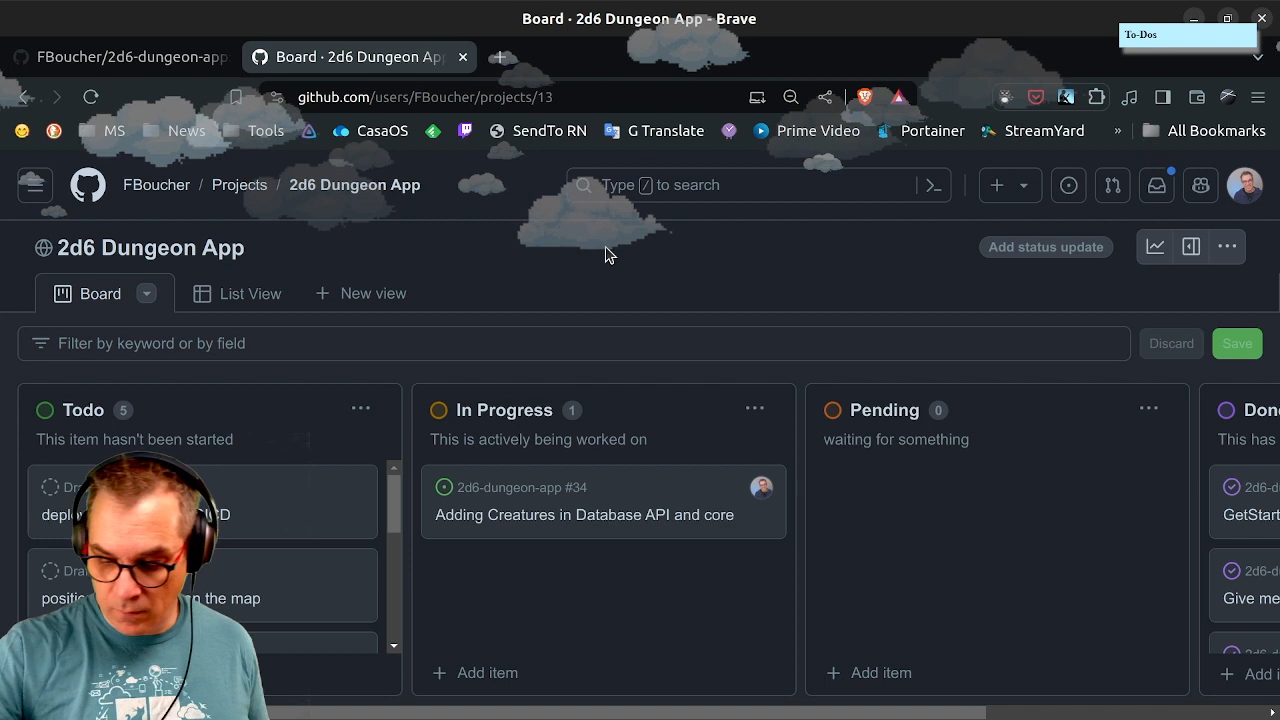 Board · 2d6 Dungeon App - Brave
To-Dos
FBoucher/2d6-dungeon-app
Board · 2d6 Dungeon App
github.com/users/FBoucher/projects/13
MS
News
Tools
CasaOS
SendTo RN
G Translate
Prime Video
Portainer
StreamYard
»
All Bookmarks
FBoucher / Projects / 2d6 Dungeon App
Type / to search
2d6 Dungeon App
Add status update
Board
List View
New view
Filter by keyword or by field
Discard
Save
Todo 5
This item hasn't been started
In Progress 1
This is actively being worked on
2d6-dungeon-app #34
Adding Creatures in Database API and core
Add item
Pending 0
waiting for something
Add item
This has
GetStart
Give me